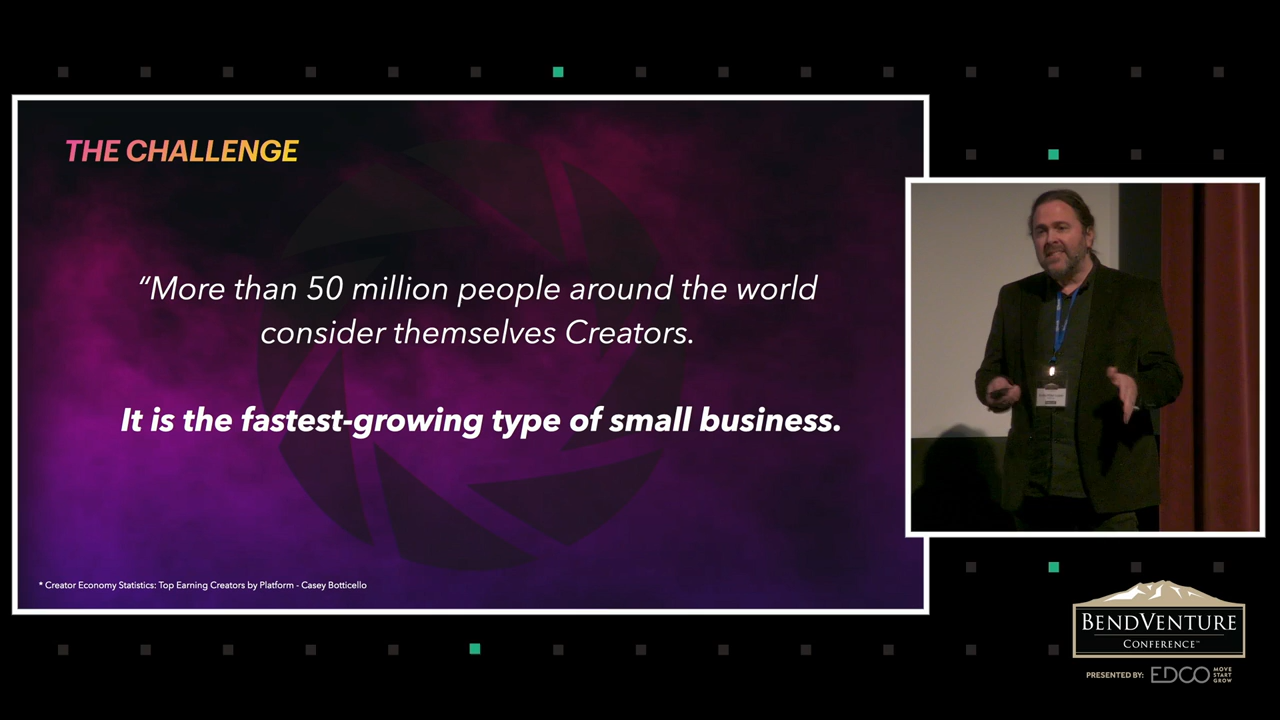 THE CHALLENGE
“More than 50 million people around the world
consider themselves Creators.
It is the fastest-growing type of small business.
* Creator Economy Statistics: Top Earning Creators by Platform - Casey Botticello
BENDVENTURE
CONFERENCE™
PRESENTED BY: EDCO MOVE
START
GROW